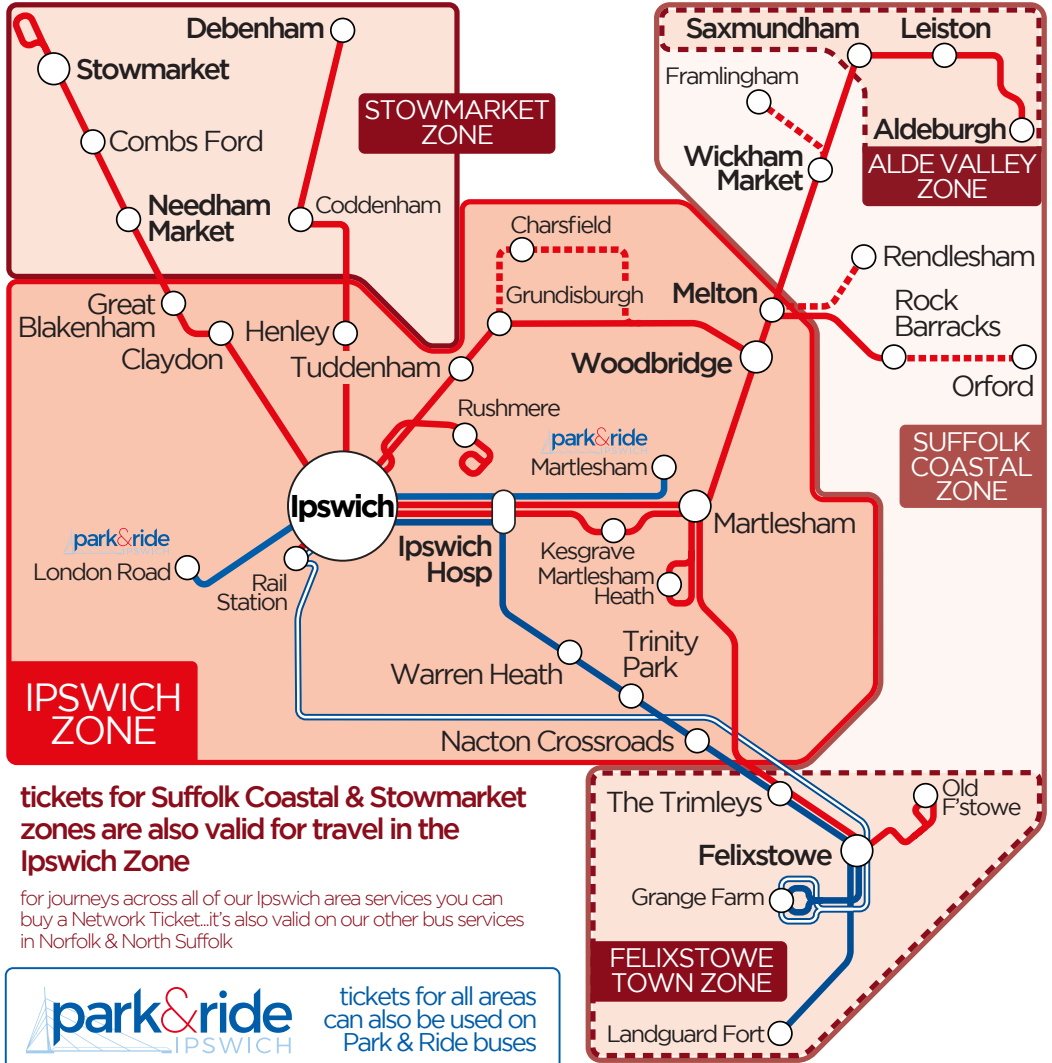 Debenham
Stowmarket
STOWMARKET
ZONE
Combs Ford
Needham
Market
Coddenham
Saxmundham
Leiston
Framlingham
Aldeburgh
Wickham
Market
ALDE VALLEY
ZONE
Charsfield
Rendlesham
Grundisburgh
Melton
Rock
Barracks
Great
Blakenham
Henley
Claydon
Tuddenham
Woodbridge
Orford
Rushmere
park&ride
IPSWICH
Martlesham
SUFFOLK
COASTAL
ZONE
Ipswich
Martlesham
park&ride
IPSWICH
London Road
Rail
Station
Ipswich
Hosp
Kesgrave
Martlesham
Heath
Trinity
Park
Warren Heath
IPSWICH
ZONE
Nacton Crossroads
tickets for Suffolk Coastal & Stowmarket
zones are also valid for travel in the
Ipswich Zone
for journeys across all of our Ipswich area services you can
buy a Network Ticket...it's also valid on our other bus services
in Norfolk & North Suffolk
The Trimleys
Old
F'stowe
Felixstowe
Grange Farm
FELIXSTOWE
TOWN ZONE
Landguard Fort
park&ride
IPSWICH
tickets for all areas
can also be used on
Park & Ride buses